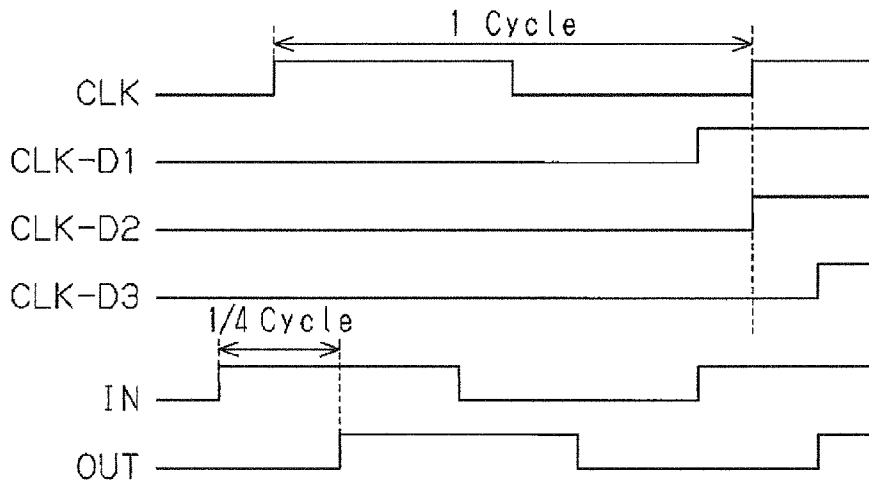 1 Cycle
CLK
CLK-D1
CLK-D2
CLK-D3
1/4 Cycle
IN
OUT